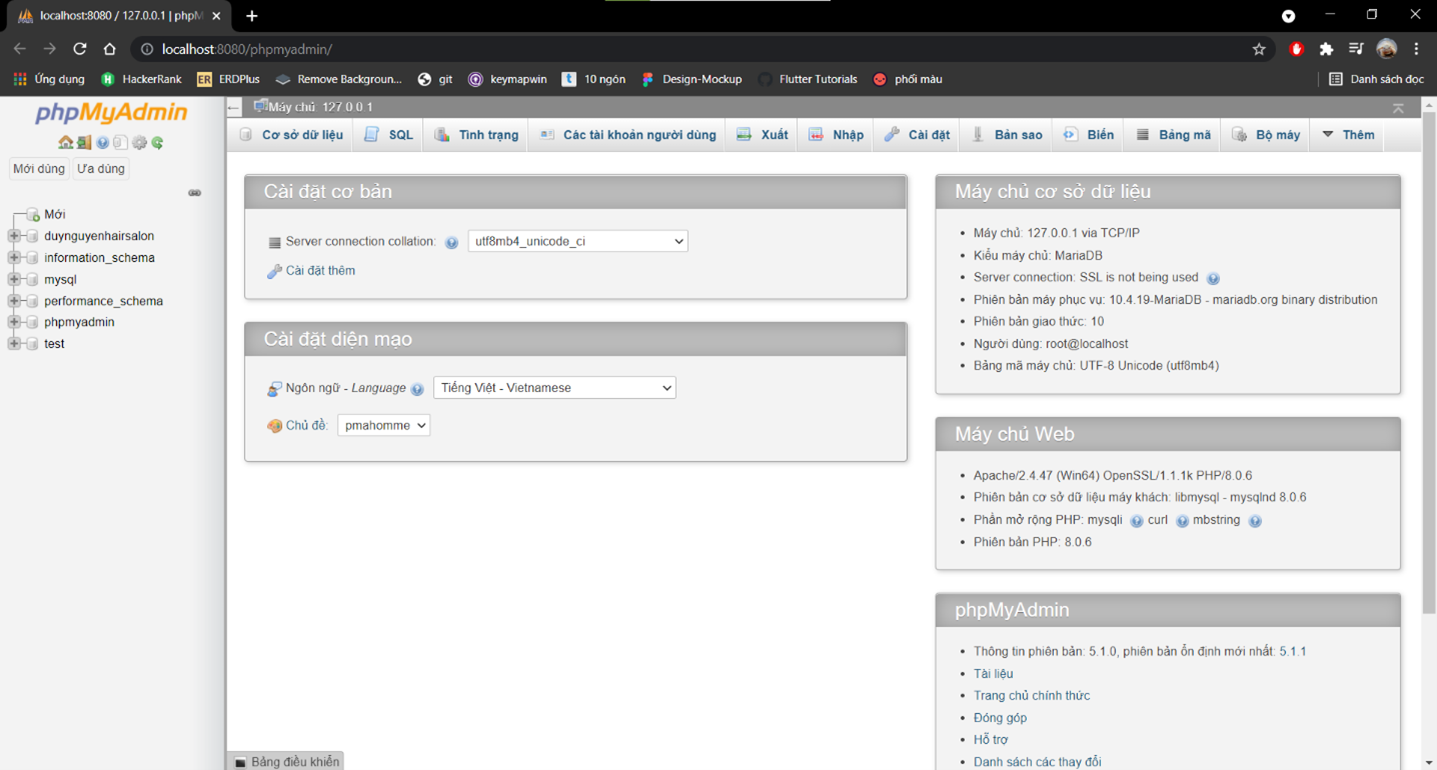 localhost:8080 / 127.0.0.1 | phpM
localhost:8080/phpmyadmin/
Ứng dụng HackerRank ER ERDPlus Remove Backgroun... git keymapwin t 10 ngón Design-Mockup Flutter Tutorials phối màu Danh sách đọc
phpMyAdmin
Mới dùng Ưa dùng
Mới
duynguyenhairsalon
information_schema
mysql
performance_schema
phpmyadmin
test
Máy chủ 127.0.0.1
Cơ sở dữ liệu SQL Tình trạng Các tài khoản người dùng Xuất Nhập Cài đặt Bản sao Biến Bảng mã Bộ máy Thêm
Cài đặt cơ bản
Server connection collation: utf8mb4_unicode_ci
Cài đặt thêm
Cài đặt diện mạo
Ngôn ngữ - Language Tiếng Việt - Vietnamese
Chủ đề: pmahomme
Máy chủ cơ sở dữ liệu
Máy chủ: 127.0.0.1 via TCP/IP
Kiểu máy chủ: MariaDB
Server connection: SSL is not being used
Phiên bản máy phục vụ: 10.4.19-MariaDB - mariadb.org binary distribution
Phiên bản giao thức: 10
Người dùng: root@localhost
Bảng mã máy chủ: UTF-8 Unicode (utf8mb4)
Máy chủ Web
Apache/2.4.47 (Win64) OpenSSL/1.1.1k PHP/8.0.6
Phiên bản cơ sở dữ liệu máy khách: libmysql - mysqlnd 8.0.6
Phần mở rộng PHP: mysqli curl mbstring
Phiên bản PHP: 8.0.6
phpMyAdmin
Thông tin phiên bản: 5.1.0, phiên bản ổn định mới nhất: 5.1.1
Tài liệu
Trang chủ chính thức
Đóng góp
Hỗ trợ
Danh sách các thay đổi
Bảng điều khiển